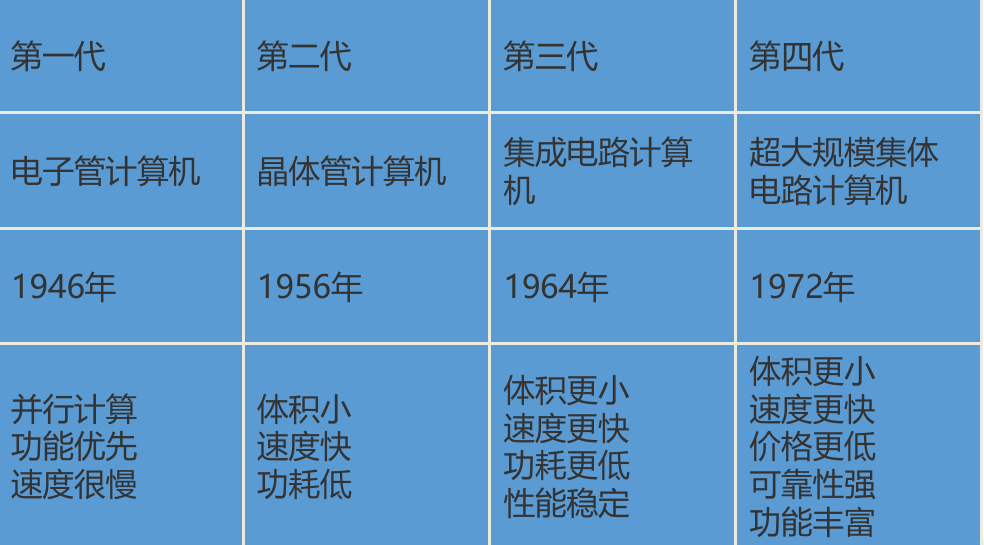 第一代
第二代
第三代
第四代
电子管计算机
晶体管计算机
集成电路计算
机
超大规模集体
电路计算机
1946年
1956年
1964年
1972年
并行计算
功能优先
速度很慢
体积小
速度快
功耗低
体积更小
速度更快
功耗更低
性能稳定
体积更小
速度更快
价格更低
可靠性强
功能丰富